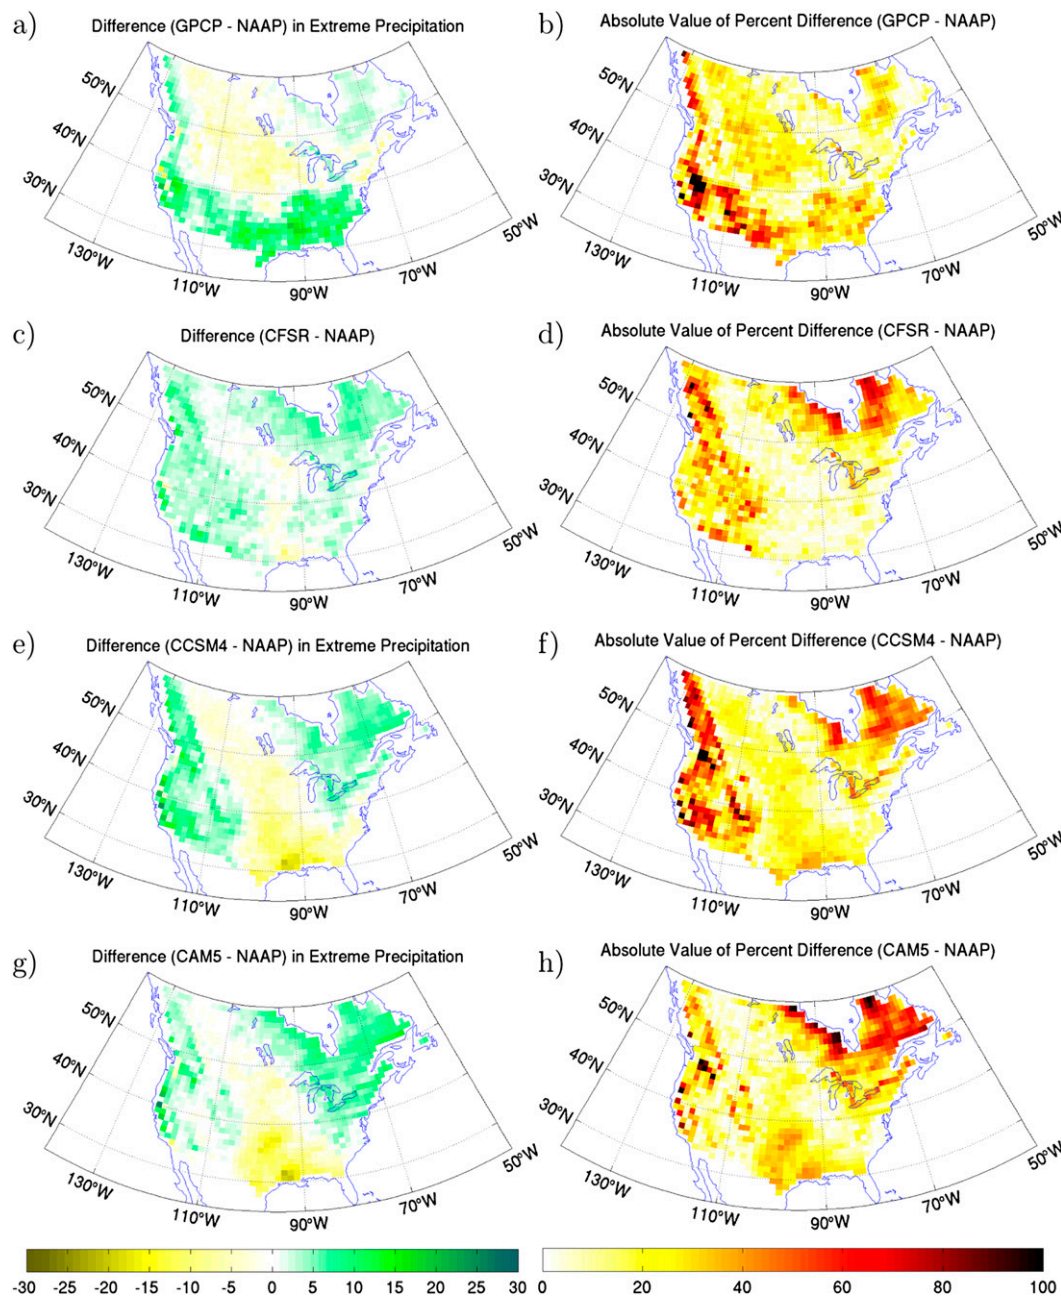 a) Difference (GPCP - NAAP) in Extreme Precipitation
50°N
40°N
30°N
130°W
110°W
90°W
70°W
50°W
b) Absolute Value of Percent Difference (GPCP - NAAP)
50°N
40°N
30°N
130°W
110°W
90°W
70°W
50°W
c) Difference (CFSR - NAAP)
50°N
40°N
30°N
130°W
110°W
90°W
70°W
50°W
d) Absolute Value of Percent Difference (CFSR - NAAP)
50°N
40°N
30°N
130°W
110°W
90°W
70°W
50°W
e) Difference (CCSM4 - NAAP) in Extreme Precipitation
50°N
40°N
30°N
130°W
110°W
90°W
70°W
50°W
f) Absolute Value of Percent Difference (CCSM4 - NAAP)
50°N
40°N
30°N
130°W
110°W
90°W
70°W
50°W
g) Difference (CAM5 - NAAP) in Extreme Precipitation
50°N
40°N
30°N
130°W
110°W
90°W
70°W
50°W
h) Absolute Value of Percent Difference (CAM5 - NAAP)
50°N
40°N
30°N
130°W
110°W
90°W
70°W
50°W
-30 -25 -20 -15 -10 -5 0 5 10 15 20 25 30
0 20 40 60 80 100